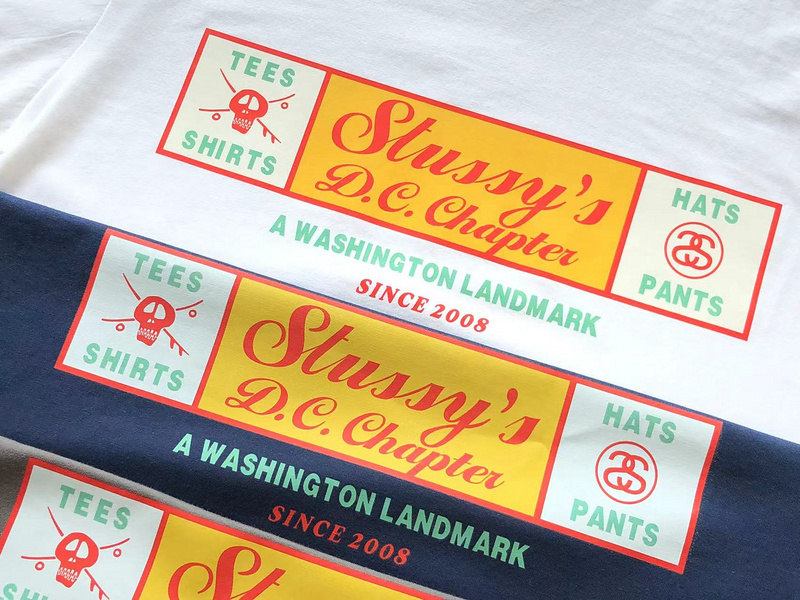 TEES
SHIRTS
Stussy's
D.C. Chapter
HATS
PANTS
A WASHINGTON LANDMARK
SINCE 2008
TEES
SHIRTS
Stussy's
D.C. Chapter
HATS
PANTS
A WASHINGTON LANDMARK
SINCE 2008
TEES